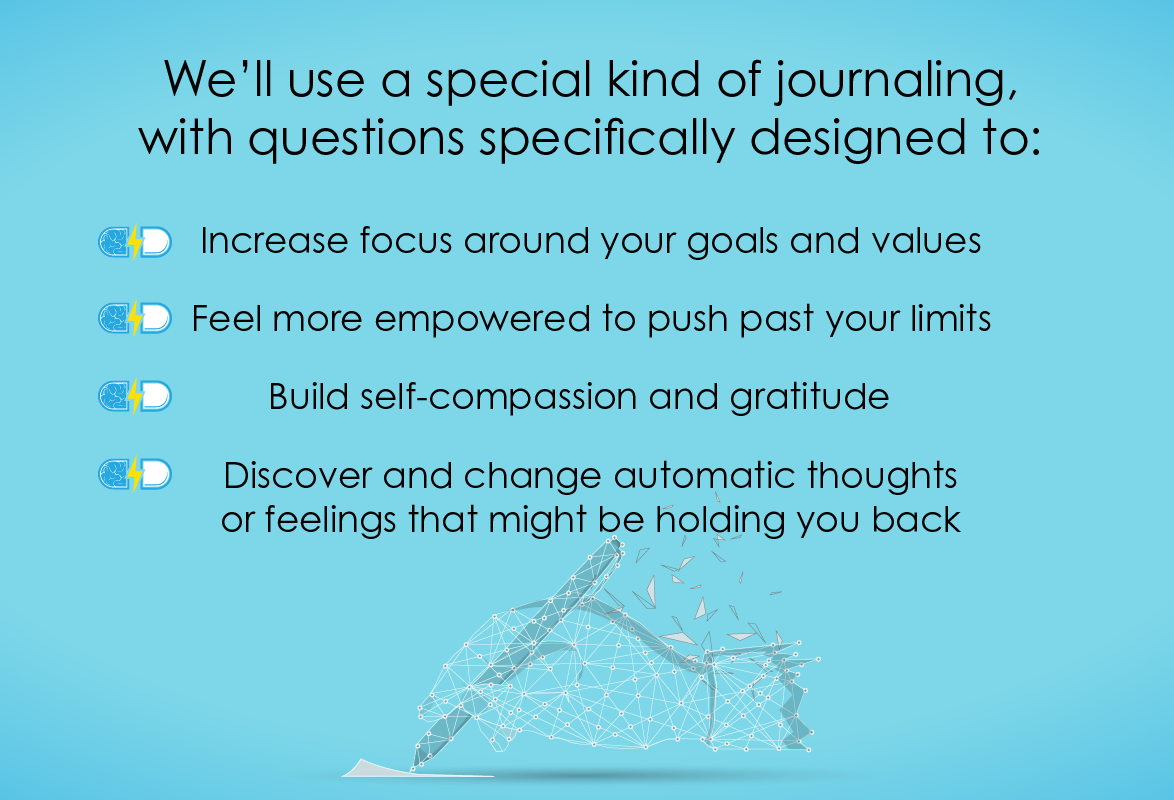 We’ll use a special kind of journaling,
with questions specifically designed to:
Increase focus around your goals and values
Feel more empowered to push past your limits
Build self-compassion and gratitude
Discover and change automatic thoughts
or feelings that might be holding you back